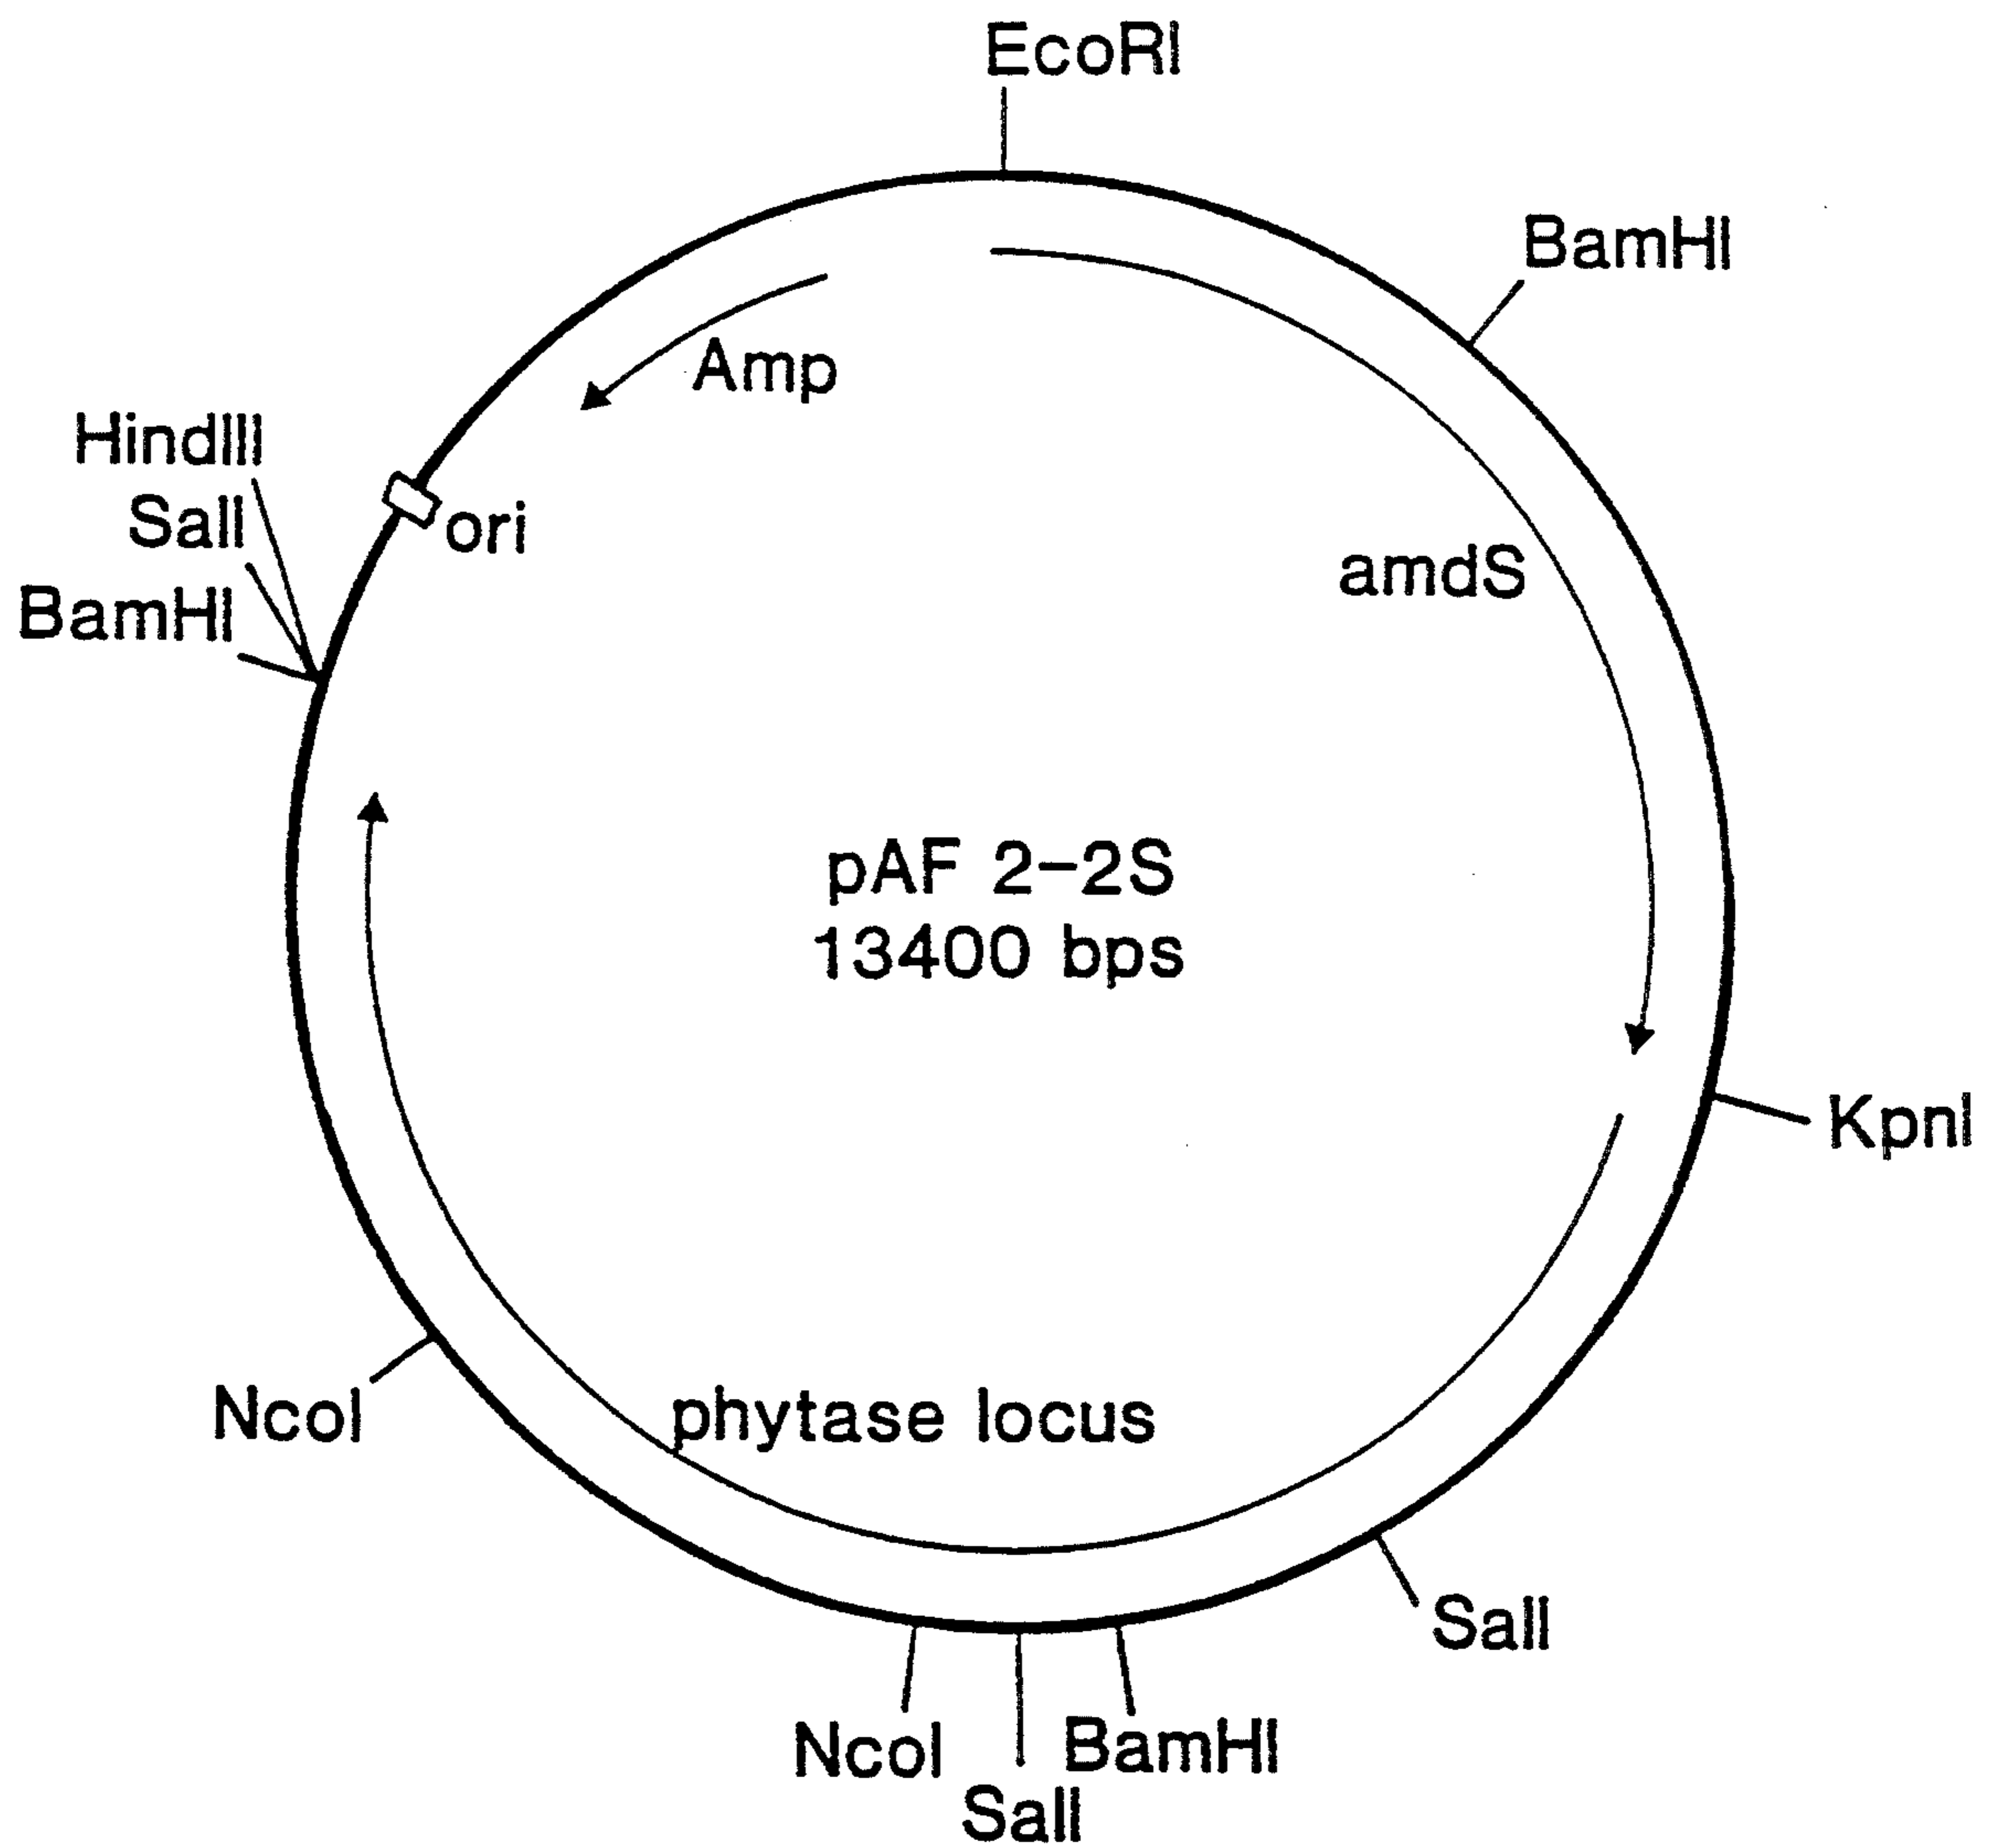 EcoRI
BamHI
Amp
HindIII
SalI
ori
BamHI
amdS
pAF 2-2S
13400 bps
KpnI
NcoI
phytase locus
SalI
NcoI
BamHI
SalI